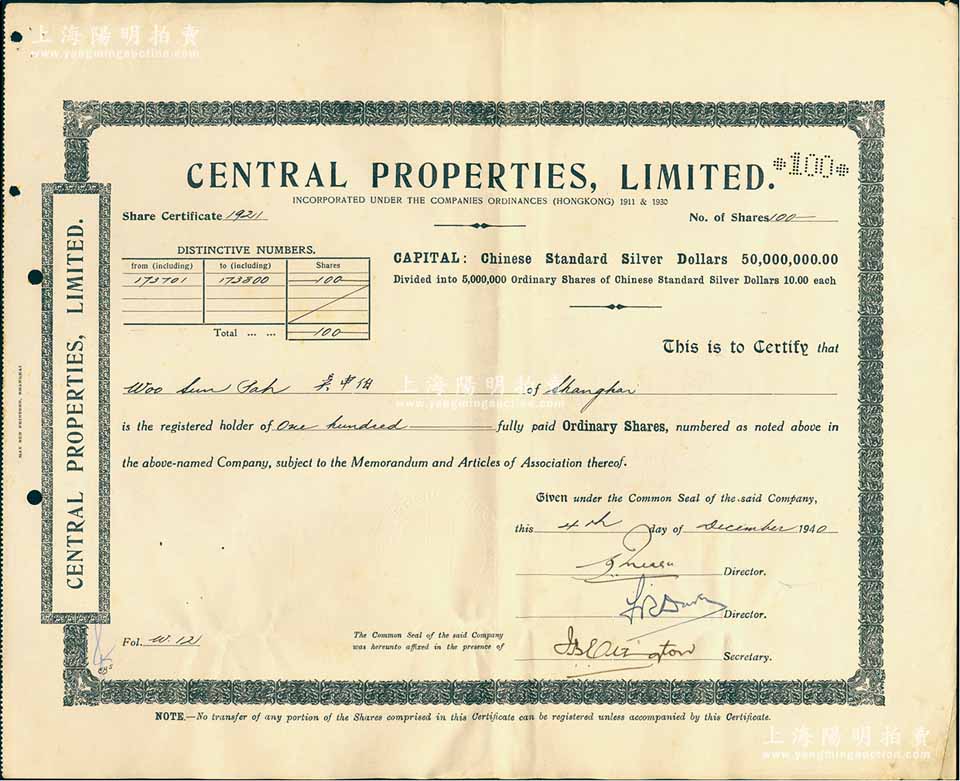 上海陽明拍賣
www.yangmingauction.com
*100*
CENTRAL PROPERTIES, LIMITED.
INCORPORATED UNDER THE COMPANIES ORDINANCES (HONGKONG) 1911 & 1930
Share Certificate 1921 No. of Shares 100
DISTINCTIVE NUMBERS.
from (including) to (including) Shares
173701 173800 100
Total ... ... 100
CAPITAL: Chinese Standard Silver Dollars 50,000,000.00
Divided into 5,000,000 Ordinary Shares of Chinese Standard Silver Dollars 10.00 each
This is to Certify that
Woo Sun Pah 吴申伯 of Shanghai
上海陽明拍賣
www.yangmingauction.com
is the registered holder of One hundred fully paid Ordinary Shares, numbered as noted above in
the above-named Company, subject to the Memorandum and Articles of Association thereof.
Given under the Common Seal of the said Company,
this 4th day of December 1940
Director.
Director.
Fol. W. 12
The Common Seal of the said Company
was hereunto affixed in the presence of
Secretary.
NOTE.—No transfer of any portion of the Shares comprised in this Certificate can be registered unless accompanied by this Certificate.
CENTRAL PROPERTIES, LIMITED.
上海陽明拍賣
www.yangmingauction.com